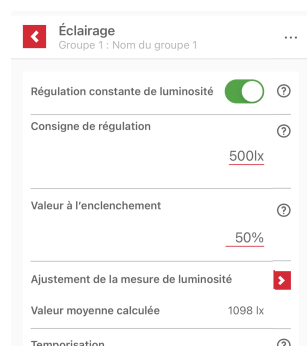 Éclairage
Groupe 1 : Nom du groupe 1
Régulation constante de luminosité
Consigne de régulation
500lx
Valeur à l'enclenchement
50%
Ajustement de la mesure de luminosité
Valeur moyenne calculée 1098 lx
Temporisation